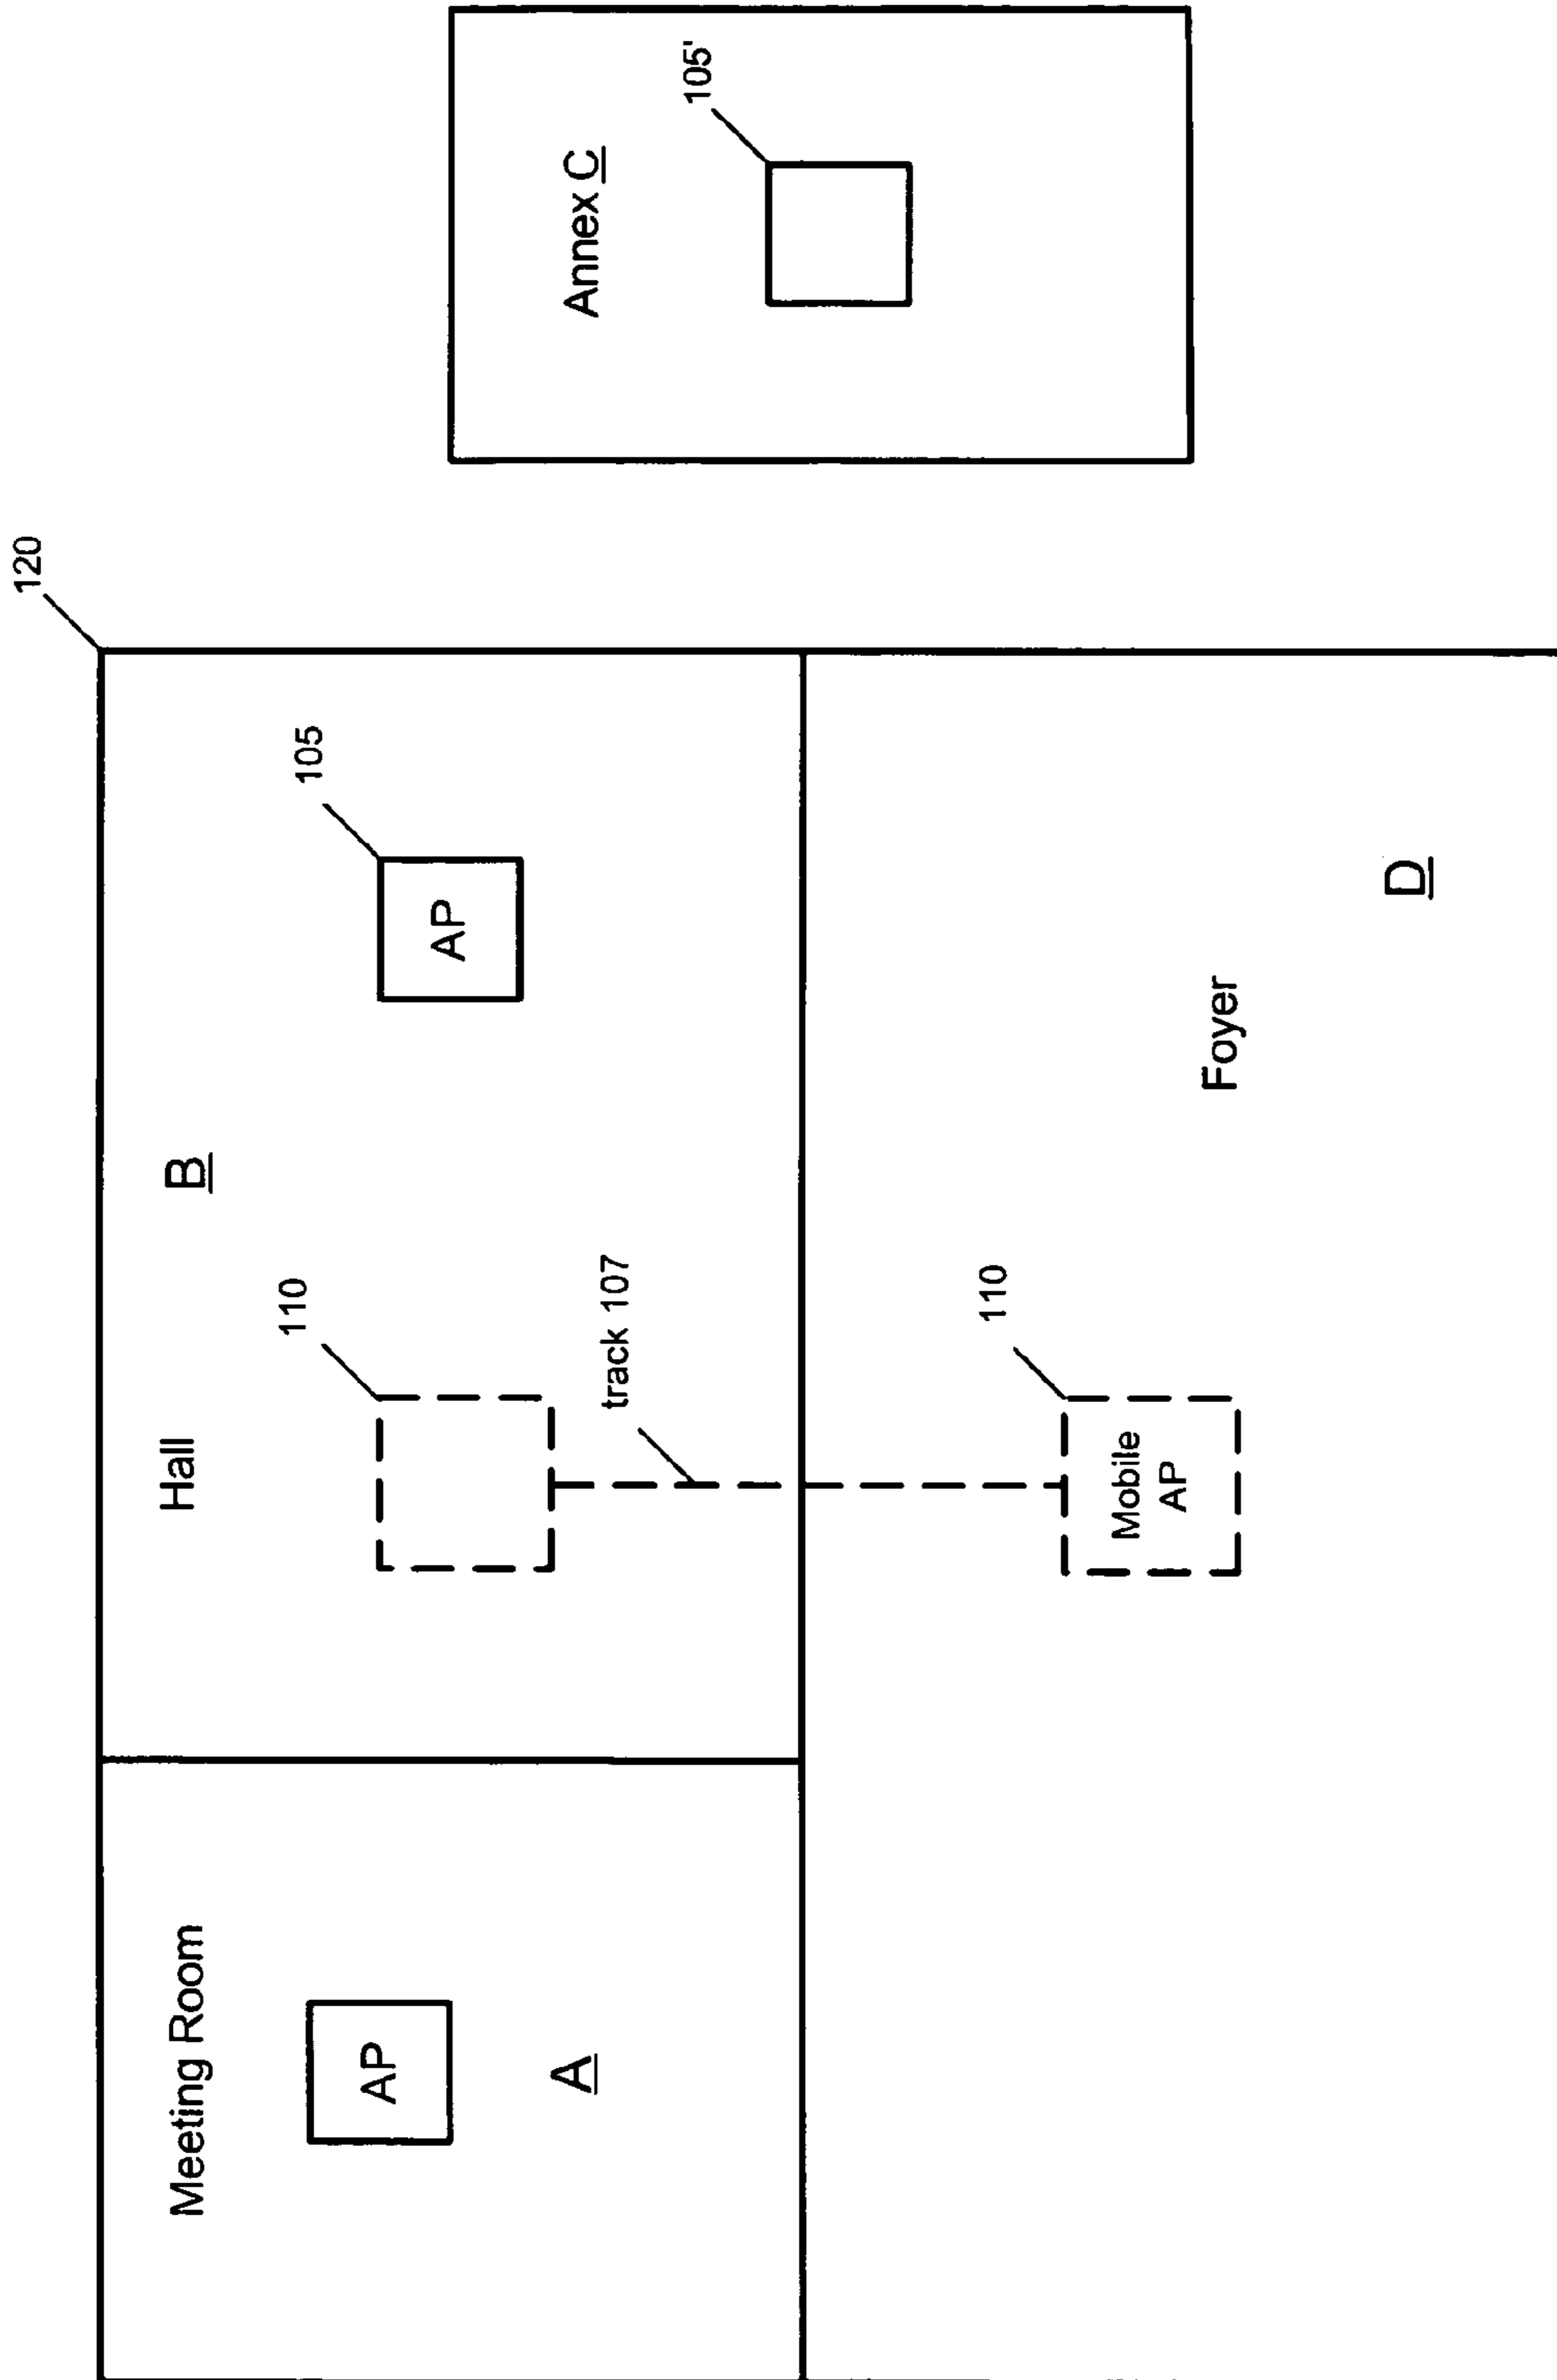 120
Meeting Room
Hall
B
Annex C
105'
110
105
AP
AP
A
track 107
110
Mobile
AP
Foyer
D